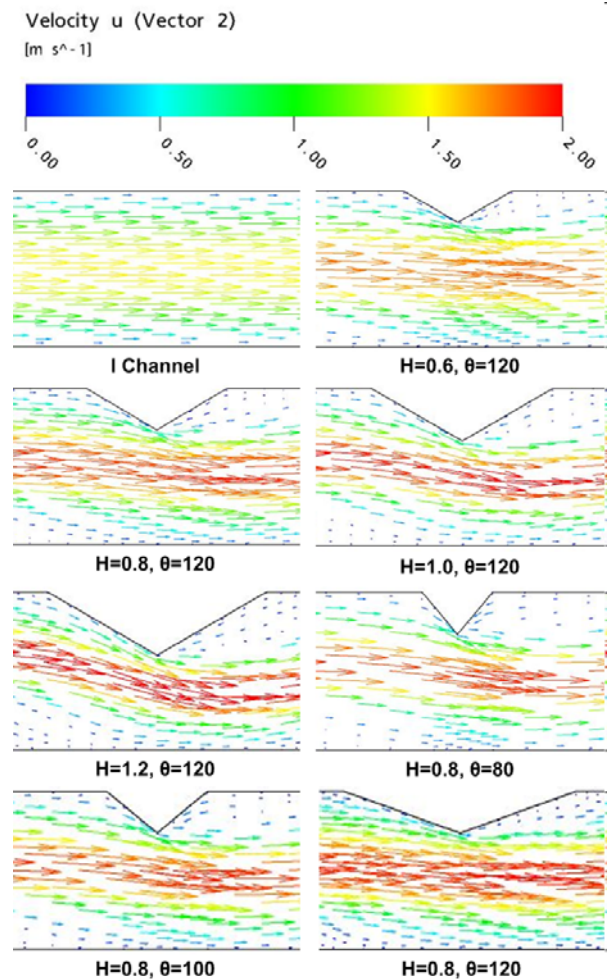 Velocity u (Vector 2)
[m s^-1]
0.00 0.50 1.00 1.50 2.00
I Channel
H=0.6, θ=120
H=0.8, θ=120
H=1.0, θ=120
H=1.2, θ=120
H=0.8, θ=80
H=0.8, θ=100
H=0.8, θ=120